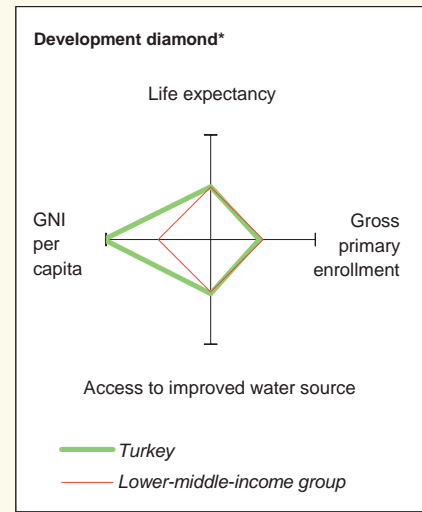 Development diamond*
Life expectancy
GNI
per
capita
Gross
primary
enrollment
Access to improved water source
Turkey
Lower-middle-income group